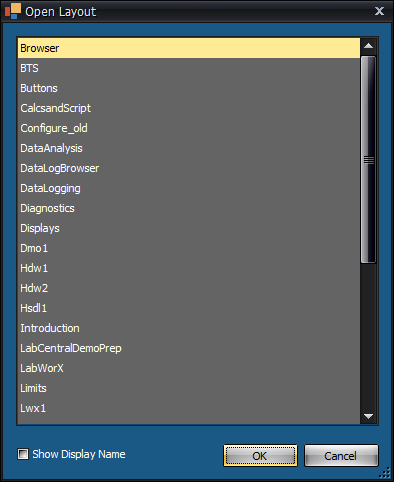 Open Layout
Browser
BTS
Buttons
CalcsandScript
Configure_old
DataAnalysis
DataLogBrowser
DataLogging
Diagnostics
Displays
Dmo1
Hdw1
Hdw2
Hsdl1
Introduction
LabCentralDemoPrep
LabWorX
Limits
Lwx1
Show Display Name
OK
Cancel